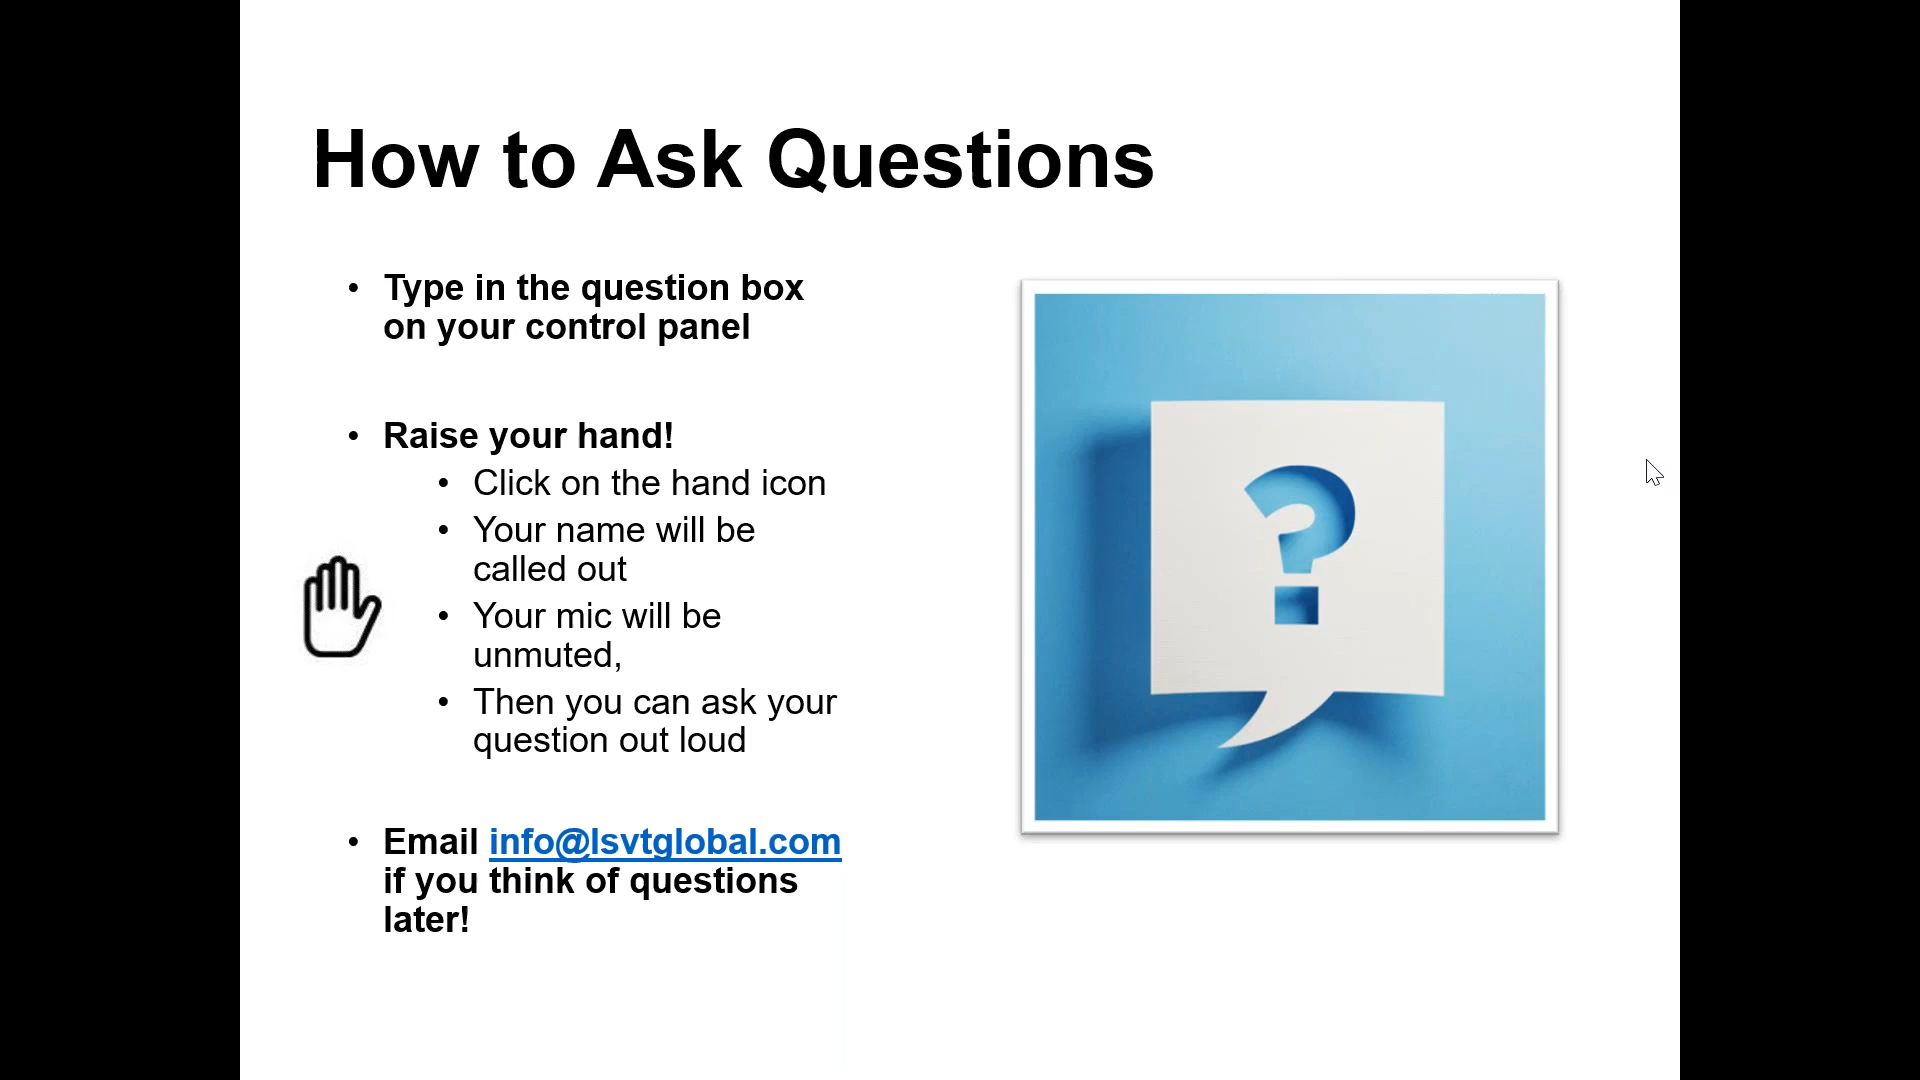 How to Ask Questions
• Type in the question box
on your control panel
• Raise your hand!
• Click on the hand icon
• Your name will be
called out
• Your mic will be
unmuted,
• Then you can ask your
question out loud
• Email info@lsvtglobal.com
if you think of questions
later!
?